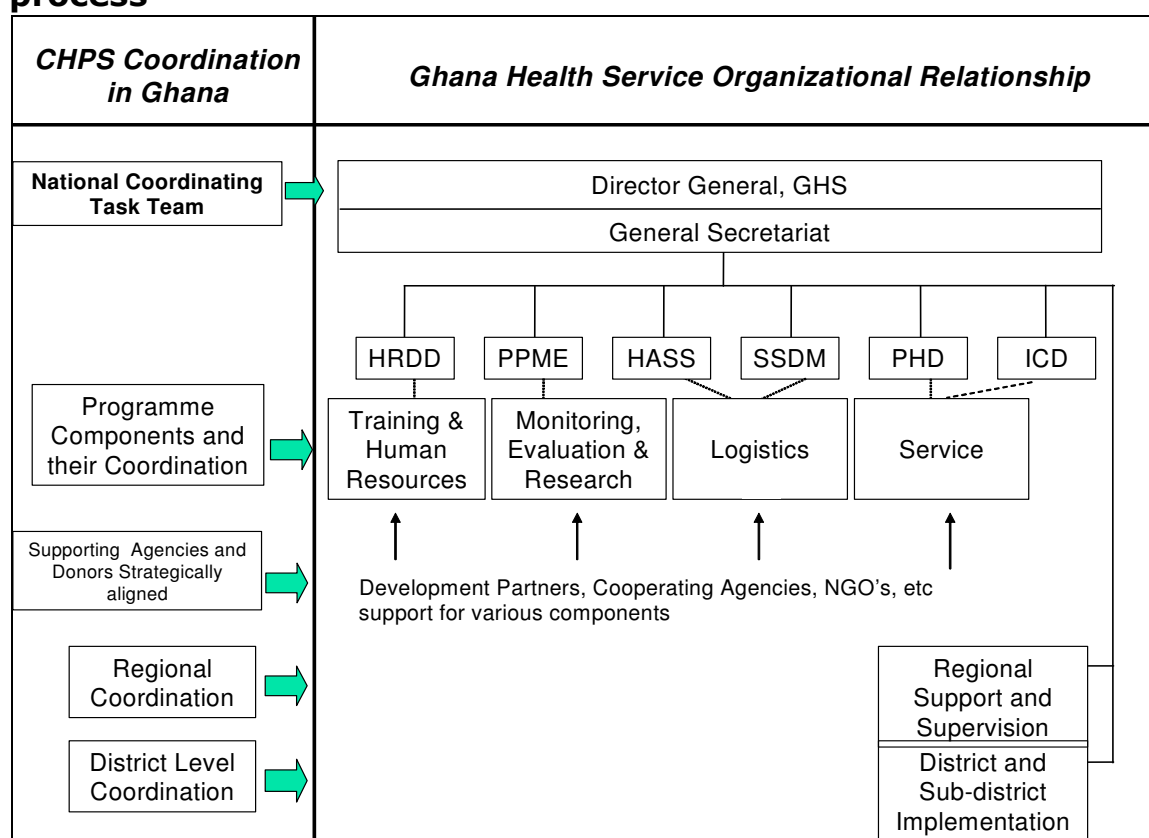 process
CHPS Coordination
in Ghana
Ghana Health Service Organizational Relationship
National Coordinating
Task Team
Director General, GHS
General Secretariat
HRDD
PPME
HASS
SSDM
PHD
ICD
Programme
Components and
their Coordination
Training &
Human
Resources
Monitoring,
Evaluation &
Research
Logistics
Service
Supporting Agencies and
Donors Strategically
aligned
Development Partners, Cooperating Agencies, NGO's, etc
support for various components
Regional
Coordination
Regional
Support and
Supervision
District Level
Coordination
District and
Sub-district
Implementation